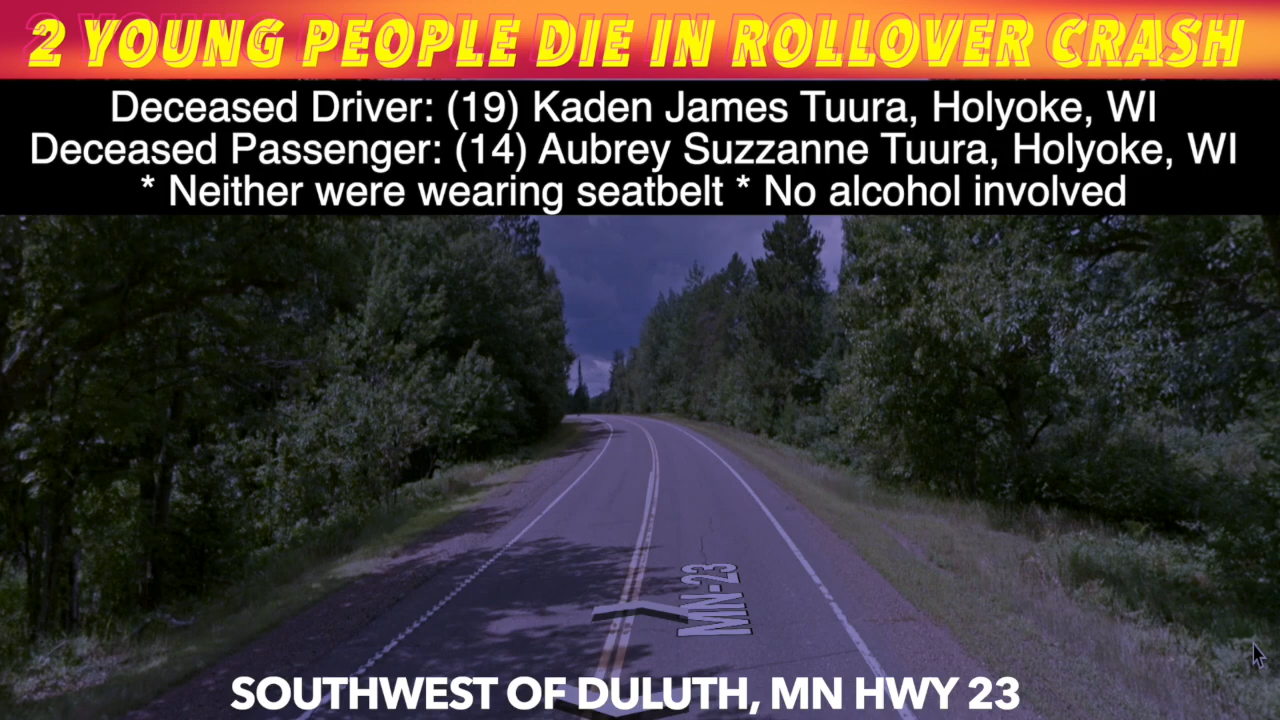 2 YOUNG PEOPLE DIE IN ROLLOVER CRASH
Deceased Driver: (19) Kaden James Tuura, Holyoke, WI
Deceased Passenger: (14) Aubrey Suzzanne Tuura, Holyoke, WI
* Neither were wearing seatbelt * No alcohol involved
MN-23
SOUTHWEST OF DULUTH, MN HWY 23